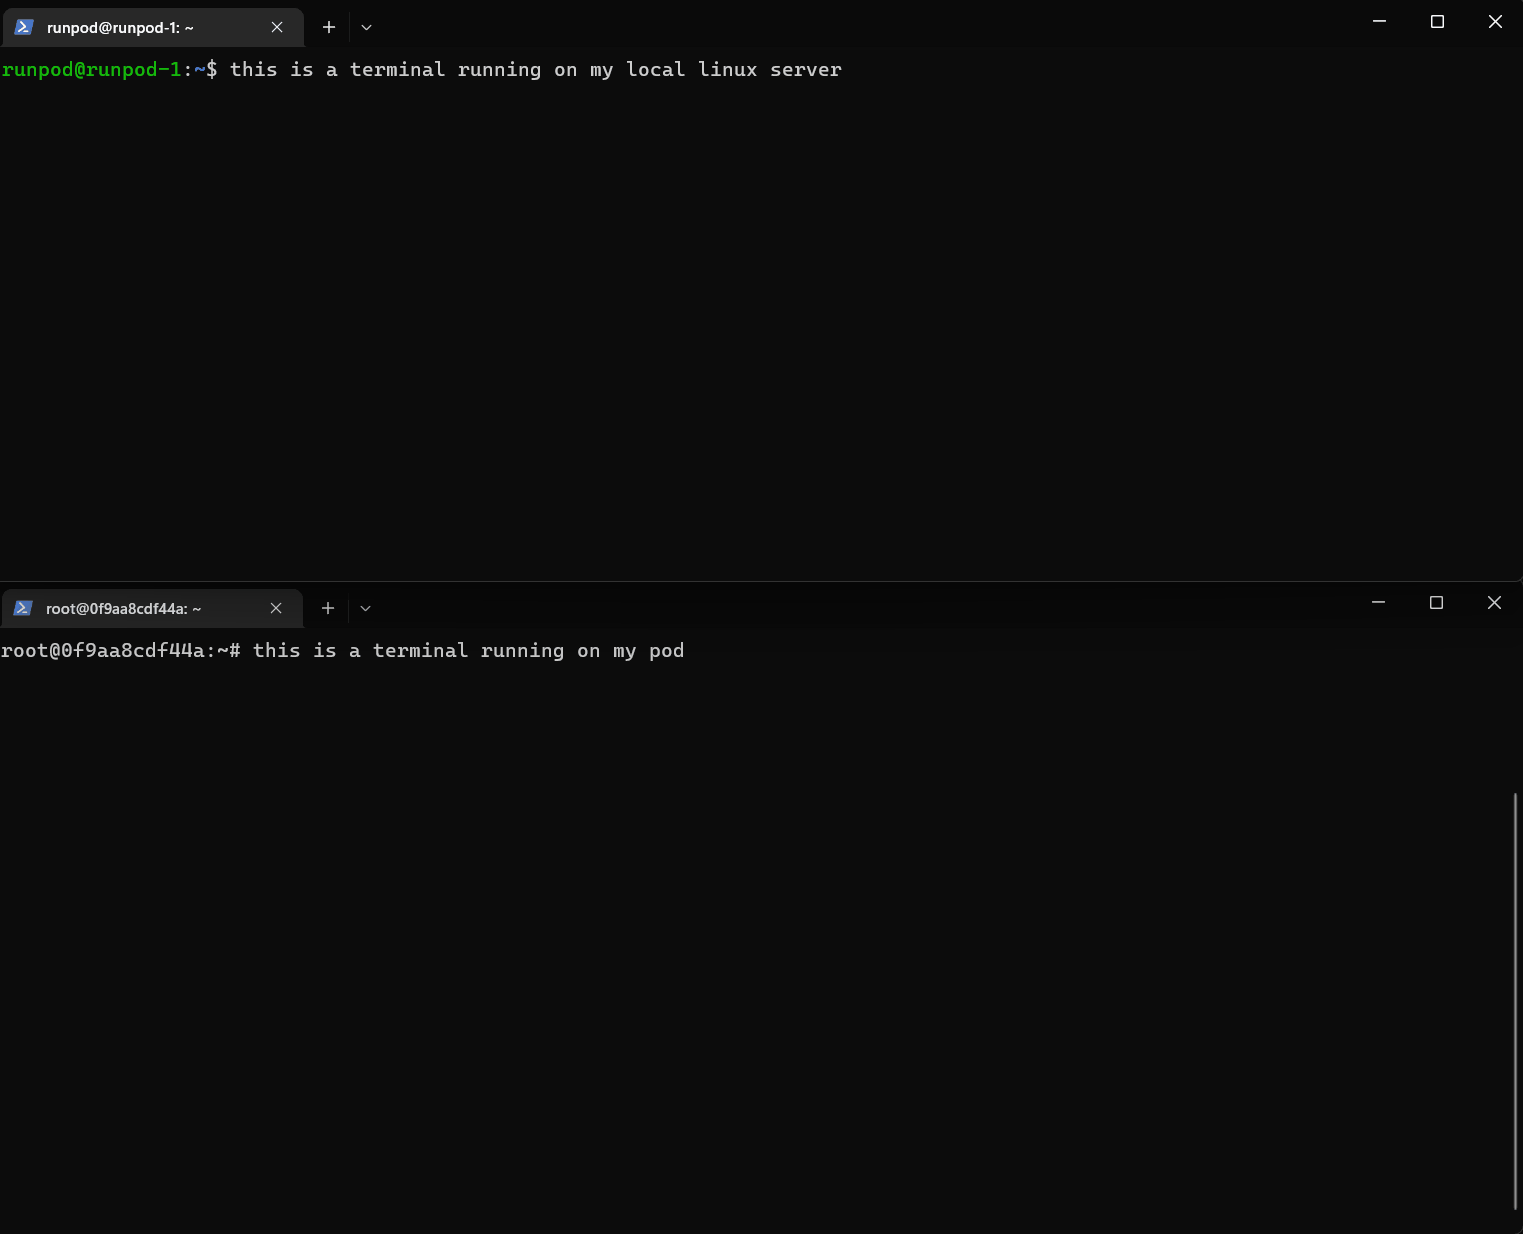 runpod@runpod-1: ~
runpod@runpod-1:~$ this is a terminal running on my local linux server
root@0f9aa8cdf44a: ~
root@0f9aa8cdf44a:~# this is a terminal running on my pod